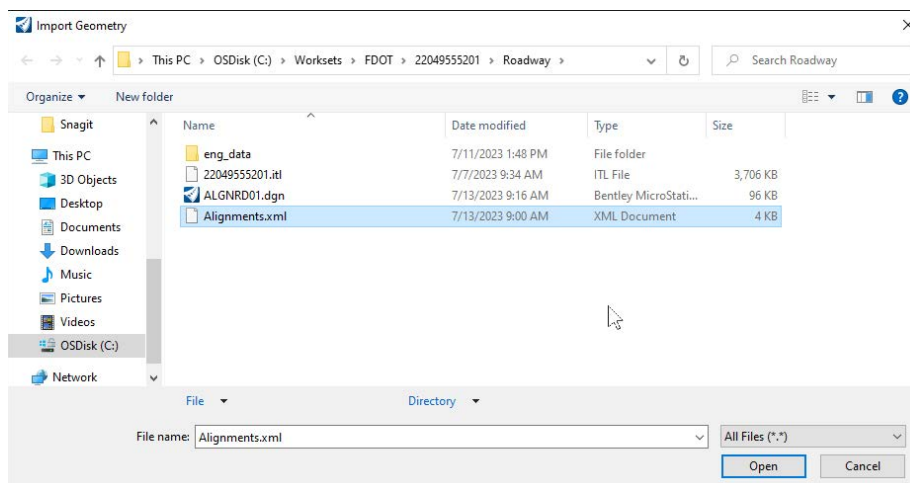 Import Geometry
This PC > OSDisk (C:) > Worksets > FDOT > 22049555201 > Roadway >
Search Roadway
Organize
New folder
Snagit
This PC
3D Objects
Desktop
Documents
Downloads
Music
Pictures
Videos
OSDisk (C:)
Network
Name Date modified Type Size
eng_data 7/11/2023 1:48 PM File folder
22049555201.itl 7/7/2023 9:34 AM ITL File 3,706 KB
ALGNRD01.dgn 7/13/2023 9:16 AM Bentley MicroStati... 96 KB
Alignments.xml 7/13/2023 9:00 AM XML Document 4 KB
File
Directory
File name: Alignments.xml
All Files (*.*)
Open
Cancel